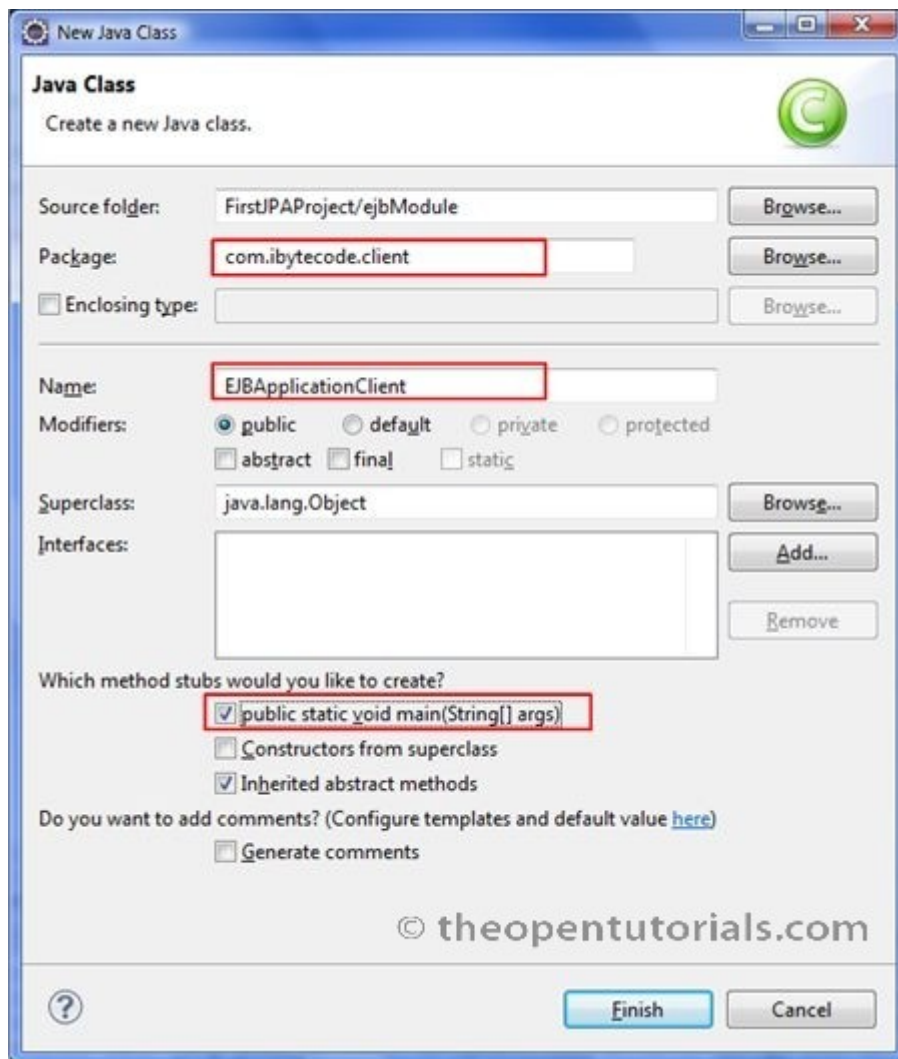 New Java Class
Java Class
Create a new Java class.
C
Source folder: FirstJPAProject/ejbModule Browse...
Package: com.ibytecode.client Browse...
Enclosing type: Browse...
Name: EJBApplicationClient
Modifiers: public default private protected
abstract final static
Superclass: java.lang.Object Browse...
Interfaces: Add...
Remove
Which method stubs would you like to create?
public static void main(String[] args)
Constructors from superclass
Inherited abstract methods
Do you want to add comments? (Configure templates and default value here)
Generate comments
© theopentutorials.com
? Finish Cancel